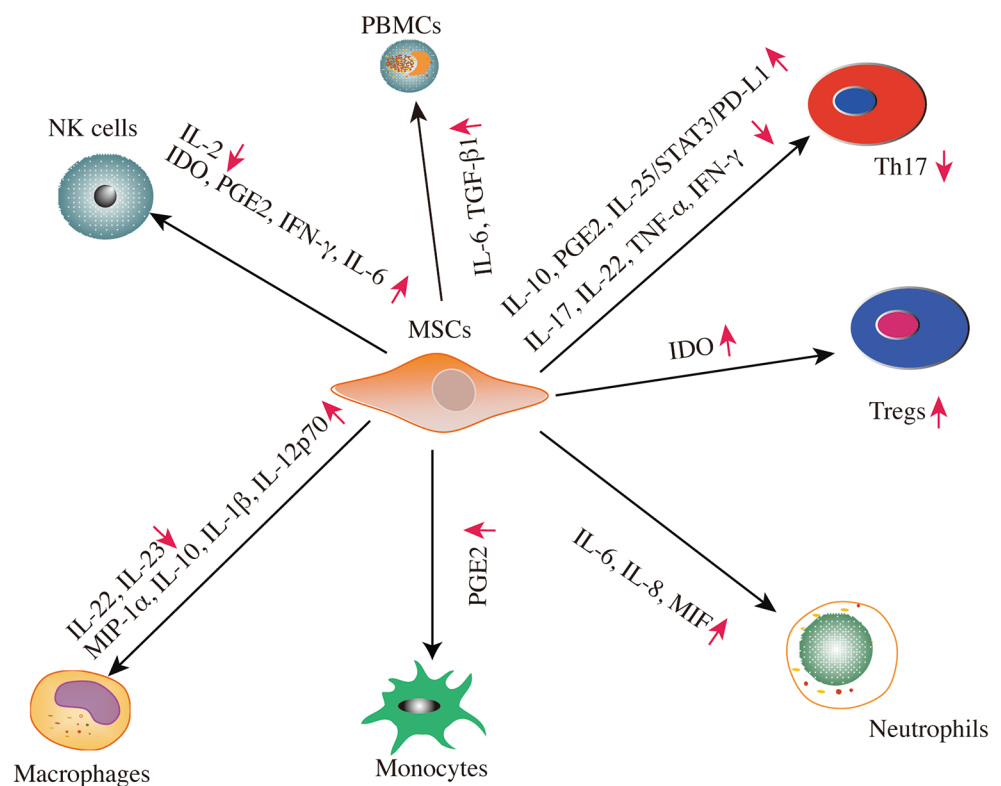 PBMCs
NK cells
IL-2
IDO, PGE2, IFN-γ, IL-6
IL-6, TGF-β1
IL-10, PGE2, IL-25/STAT3/PD-L1
IL-17, IL-22, TNF-α, IFN-γ
Th17
MSCs
IDO
Tregs
IL-22, IL-23
MIP-1α, IL-10, IL-1β, IL-12p70
PGE2
IL-6, IL-8, MIF
Neutrophils
Macrophages
Monocytes